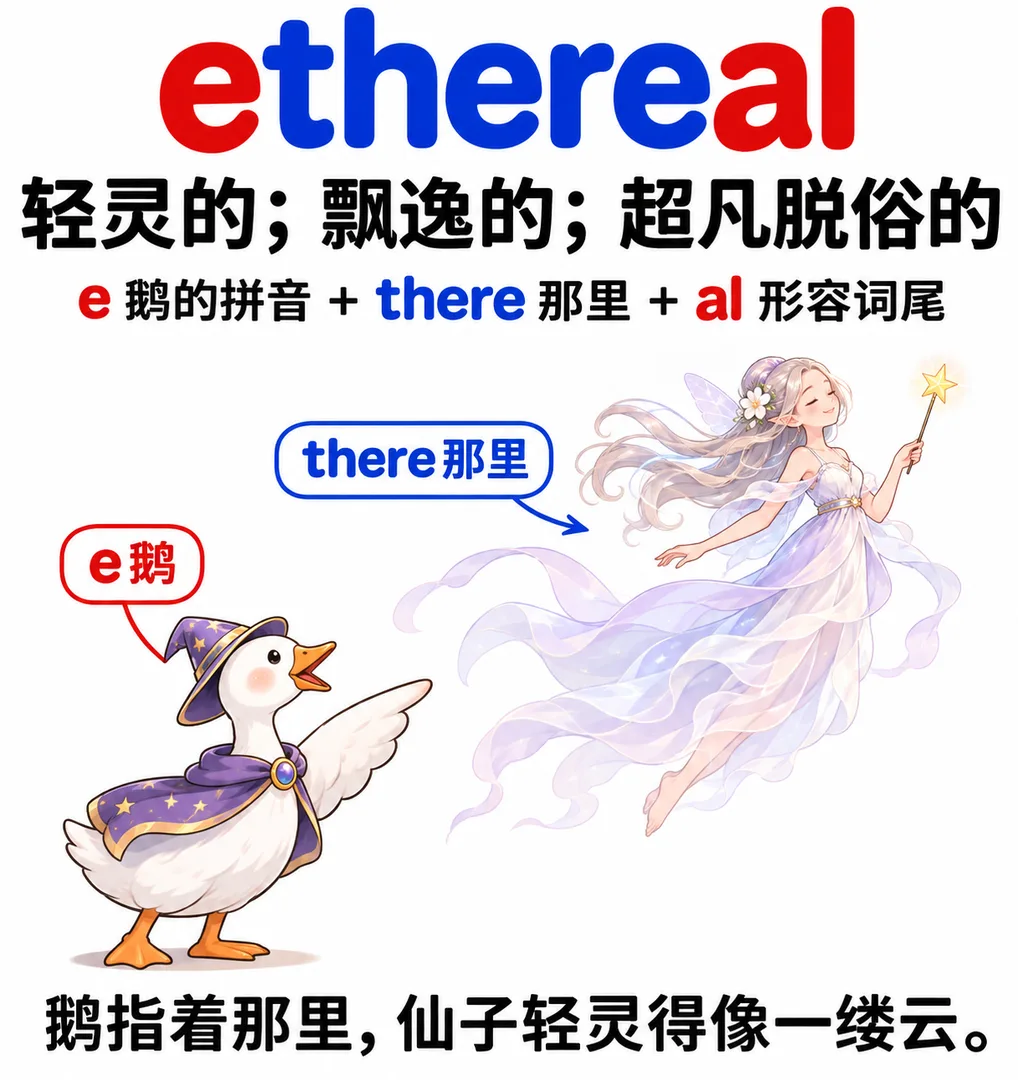 ethereal
轻灵的；飘逸的；超凡脱俗的
e 鹅的拼音 + there 那里 + al 形容词尾
there那里
e鹅
鹅指着那里，仙子轻灵得像一缕云。